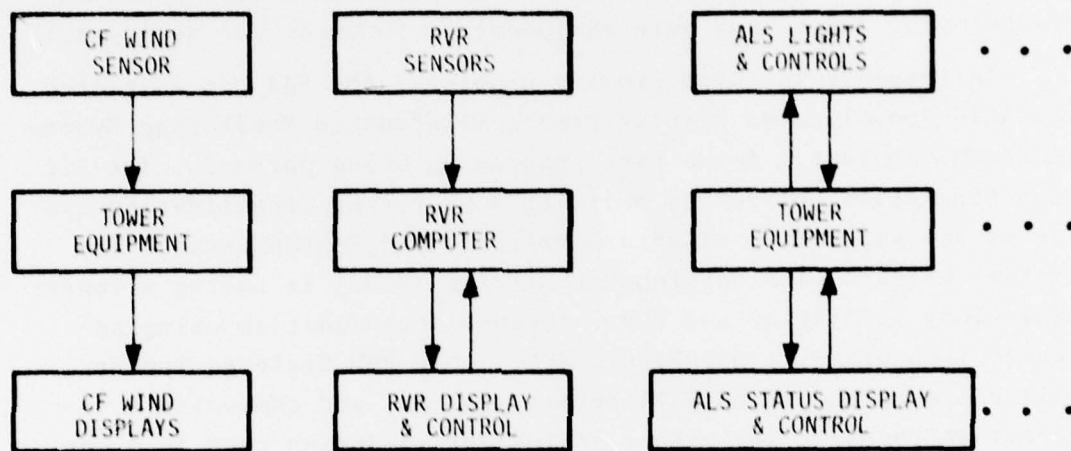 CF WIND
SENSOR
RVR
SENSORS
ALS LIGHTS
& CONTROLS
. . .
TOWER
EQUIPMENT
RVR
COMPUTER
TOWER
EQUIPMENT
. . .
CF WIND
DISPLAYS
RVR DISPLAY
& CONTROL
ALS STATUS DISPLAY
& CONTROL
. . .